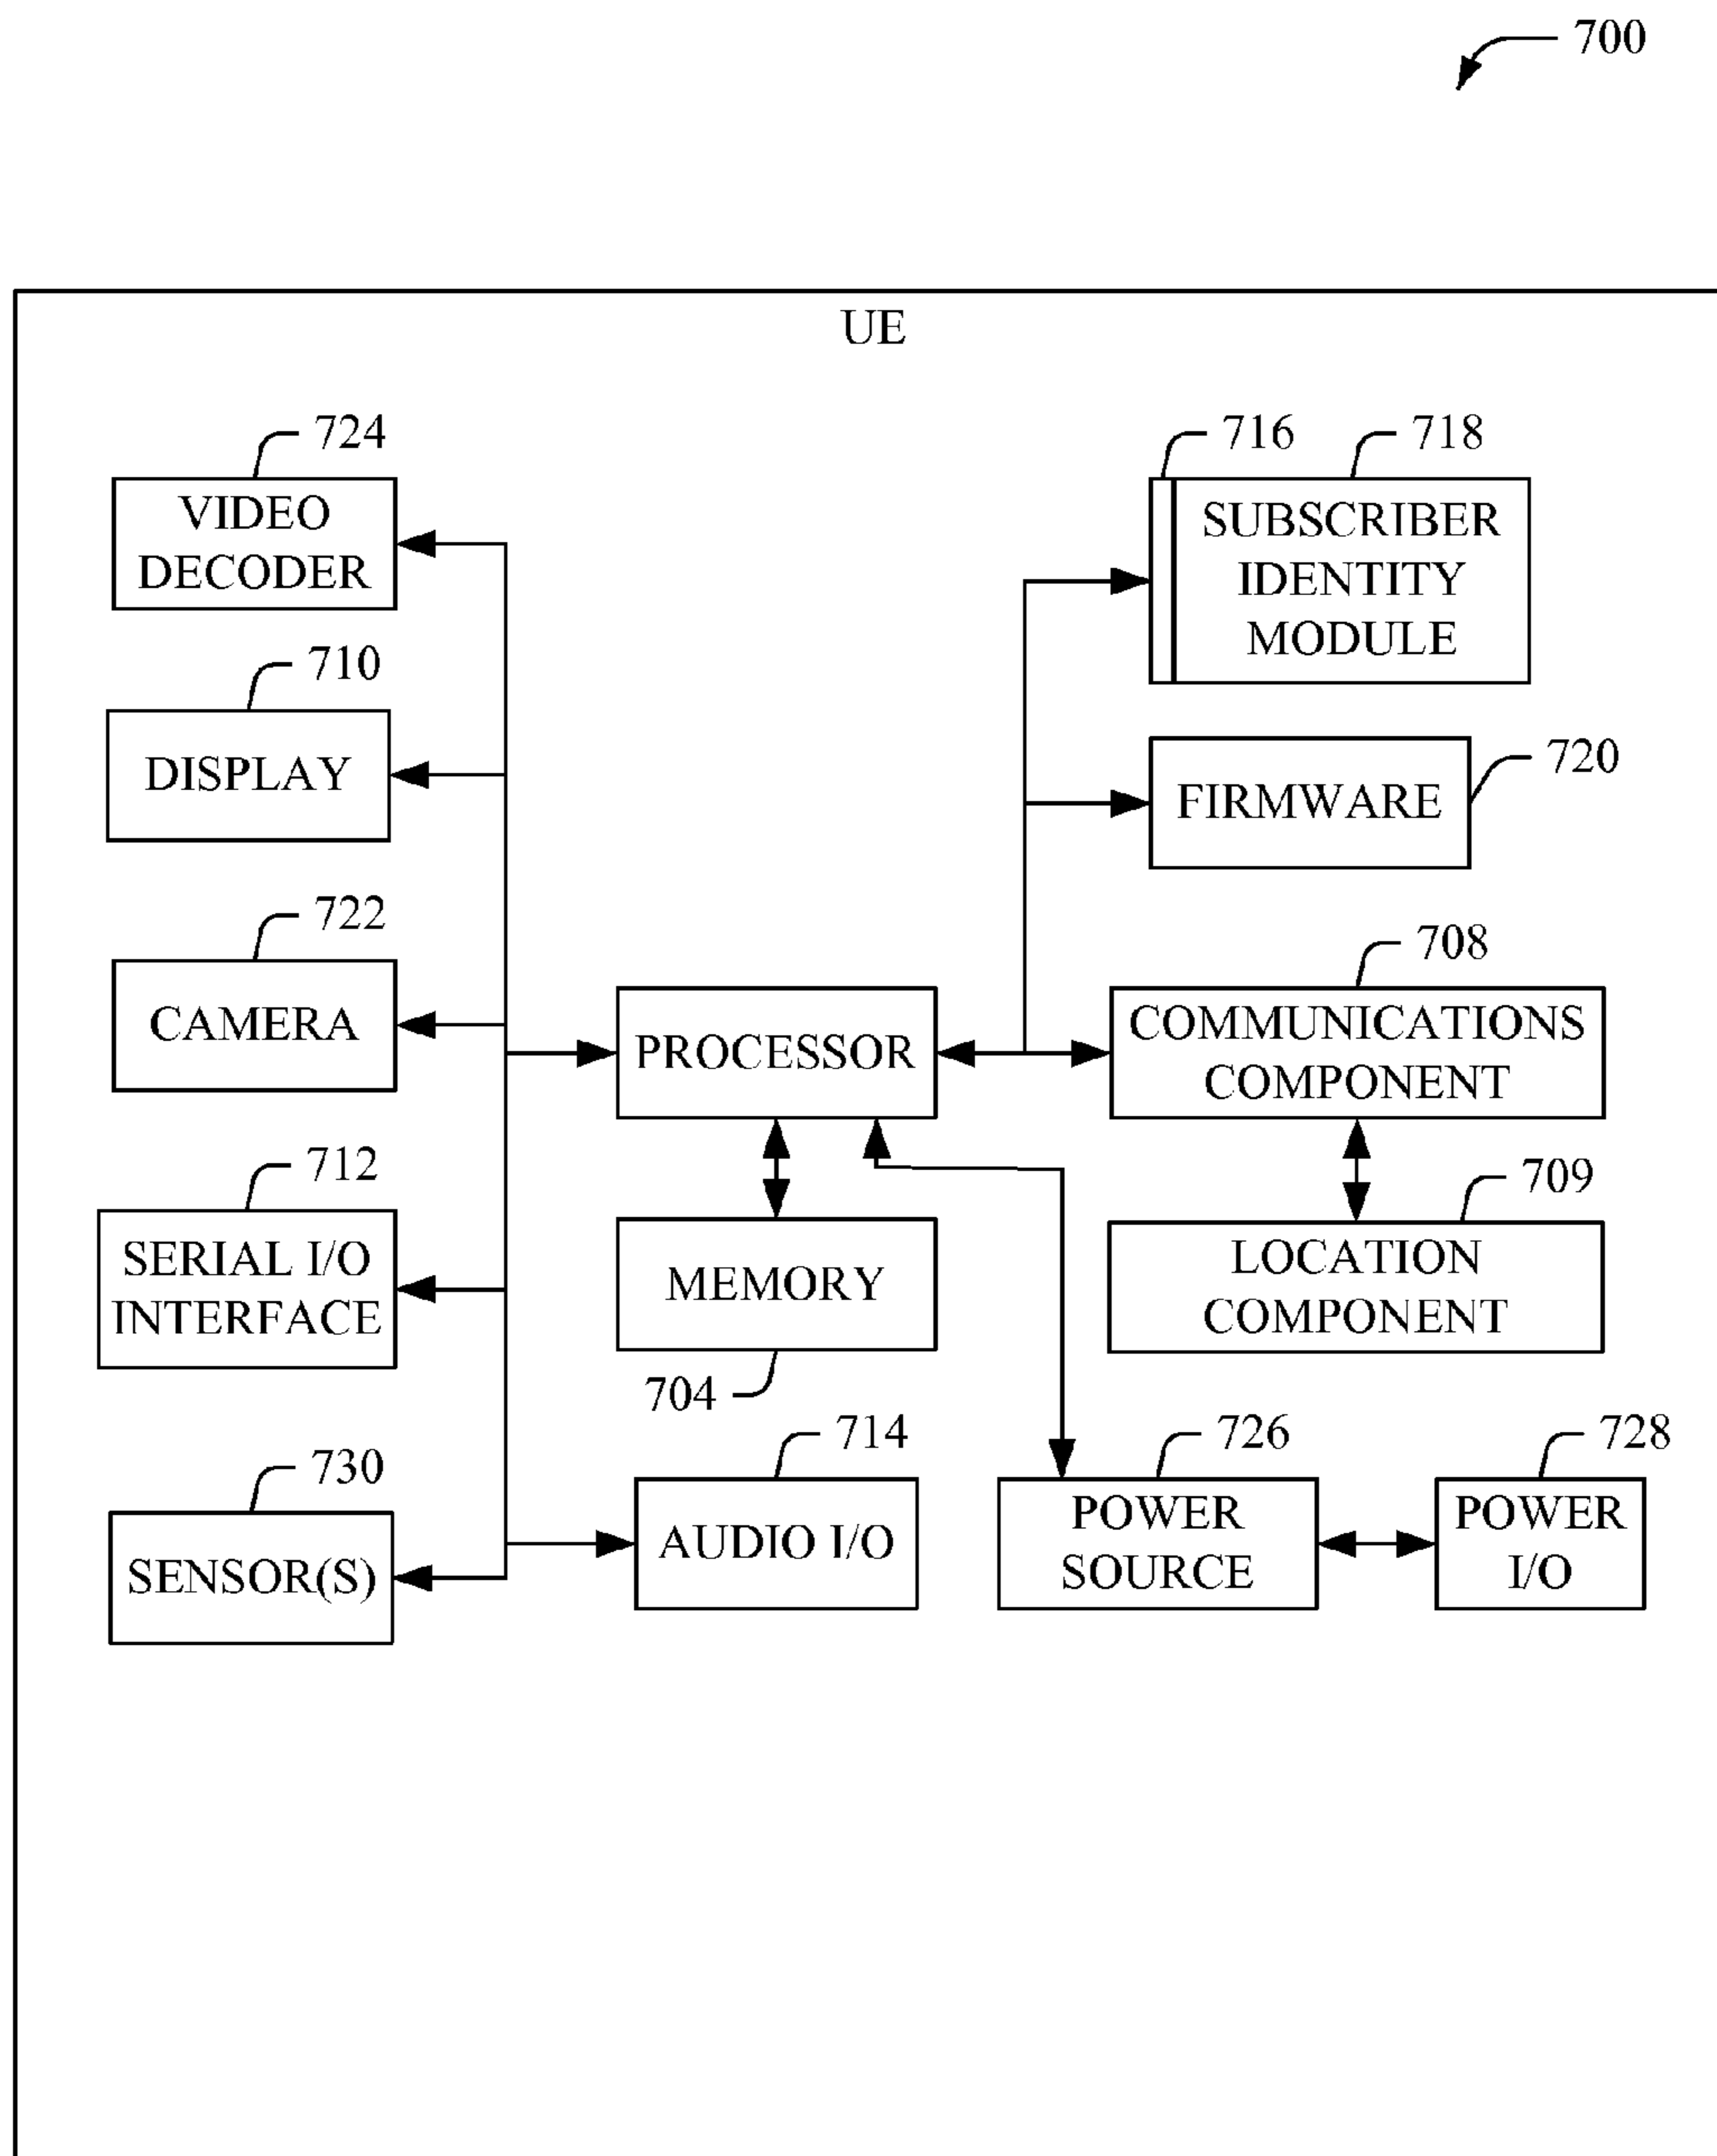 700
UE
724
VIDEO
DECODER
710
DISPLAY
722
CAMERA
712
SERIAL I/O
INTERFACE
730
SENSOR(S)
PROCESSOR
MEMORY
704
714
AUDIO I/O
716
718
SUBSCRIBER
IDENTITY
MODULE
FIRMWARE
720
708
COMMUNICATIONS
COMPONENT
709
LOCATION
COMPONENT
726
POWER
SOURCE
728
POWER
I/O